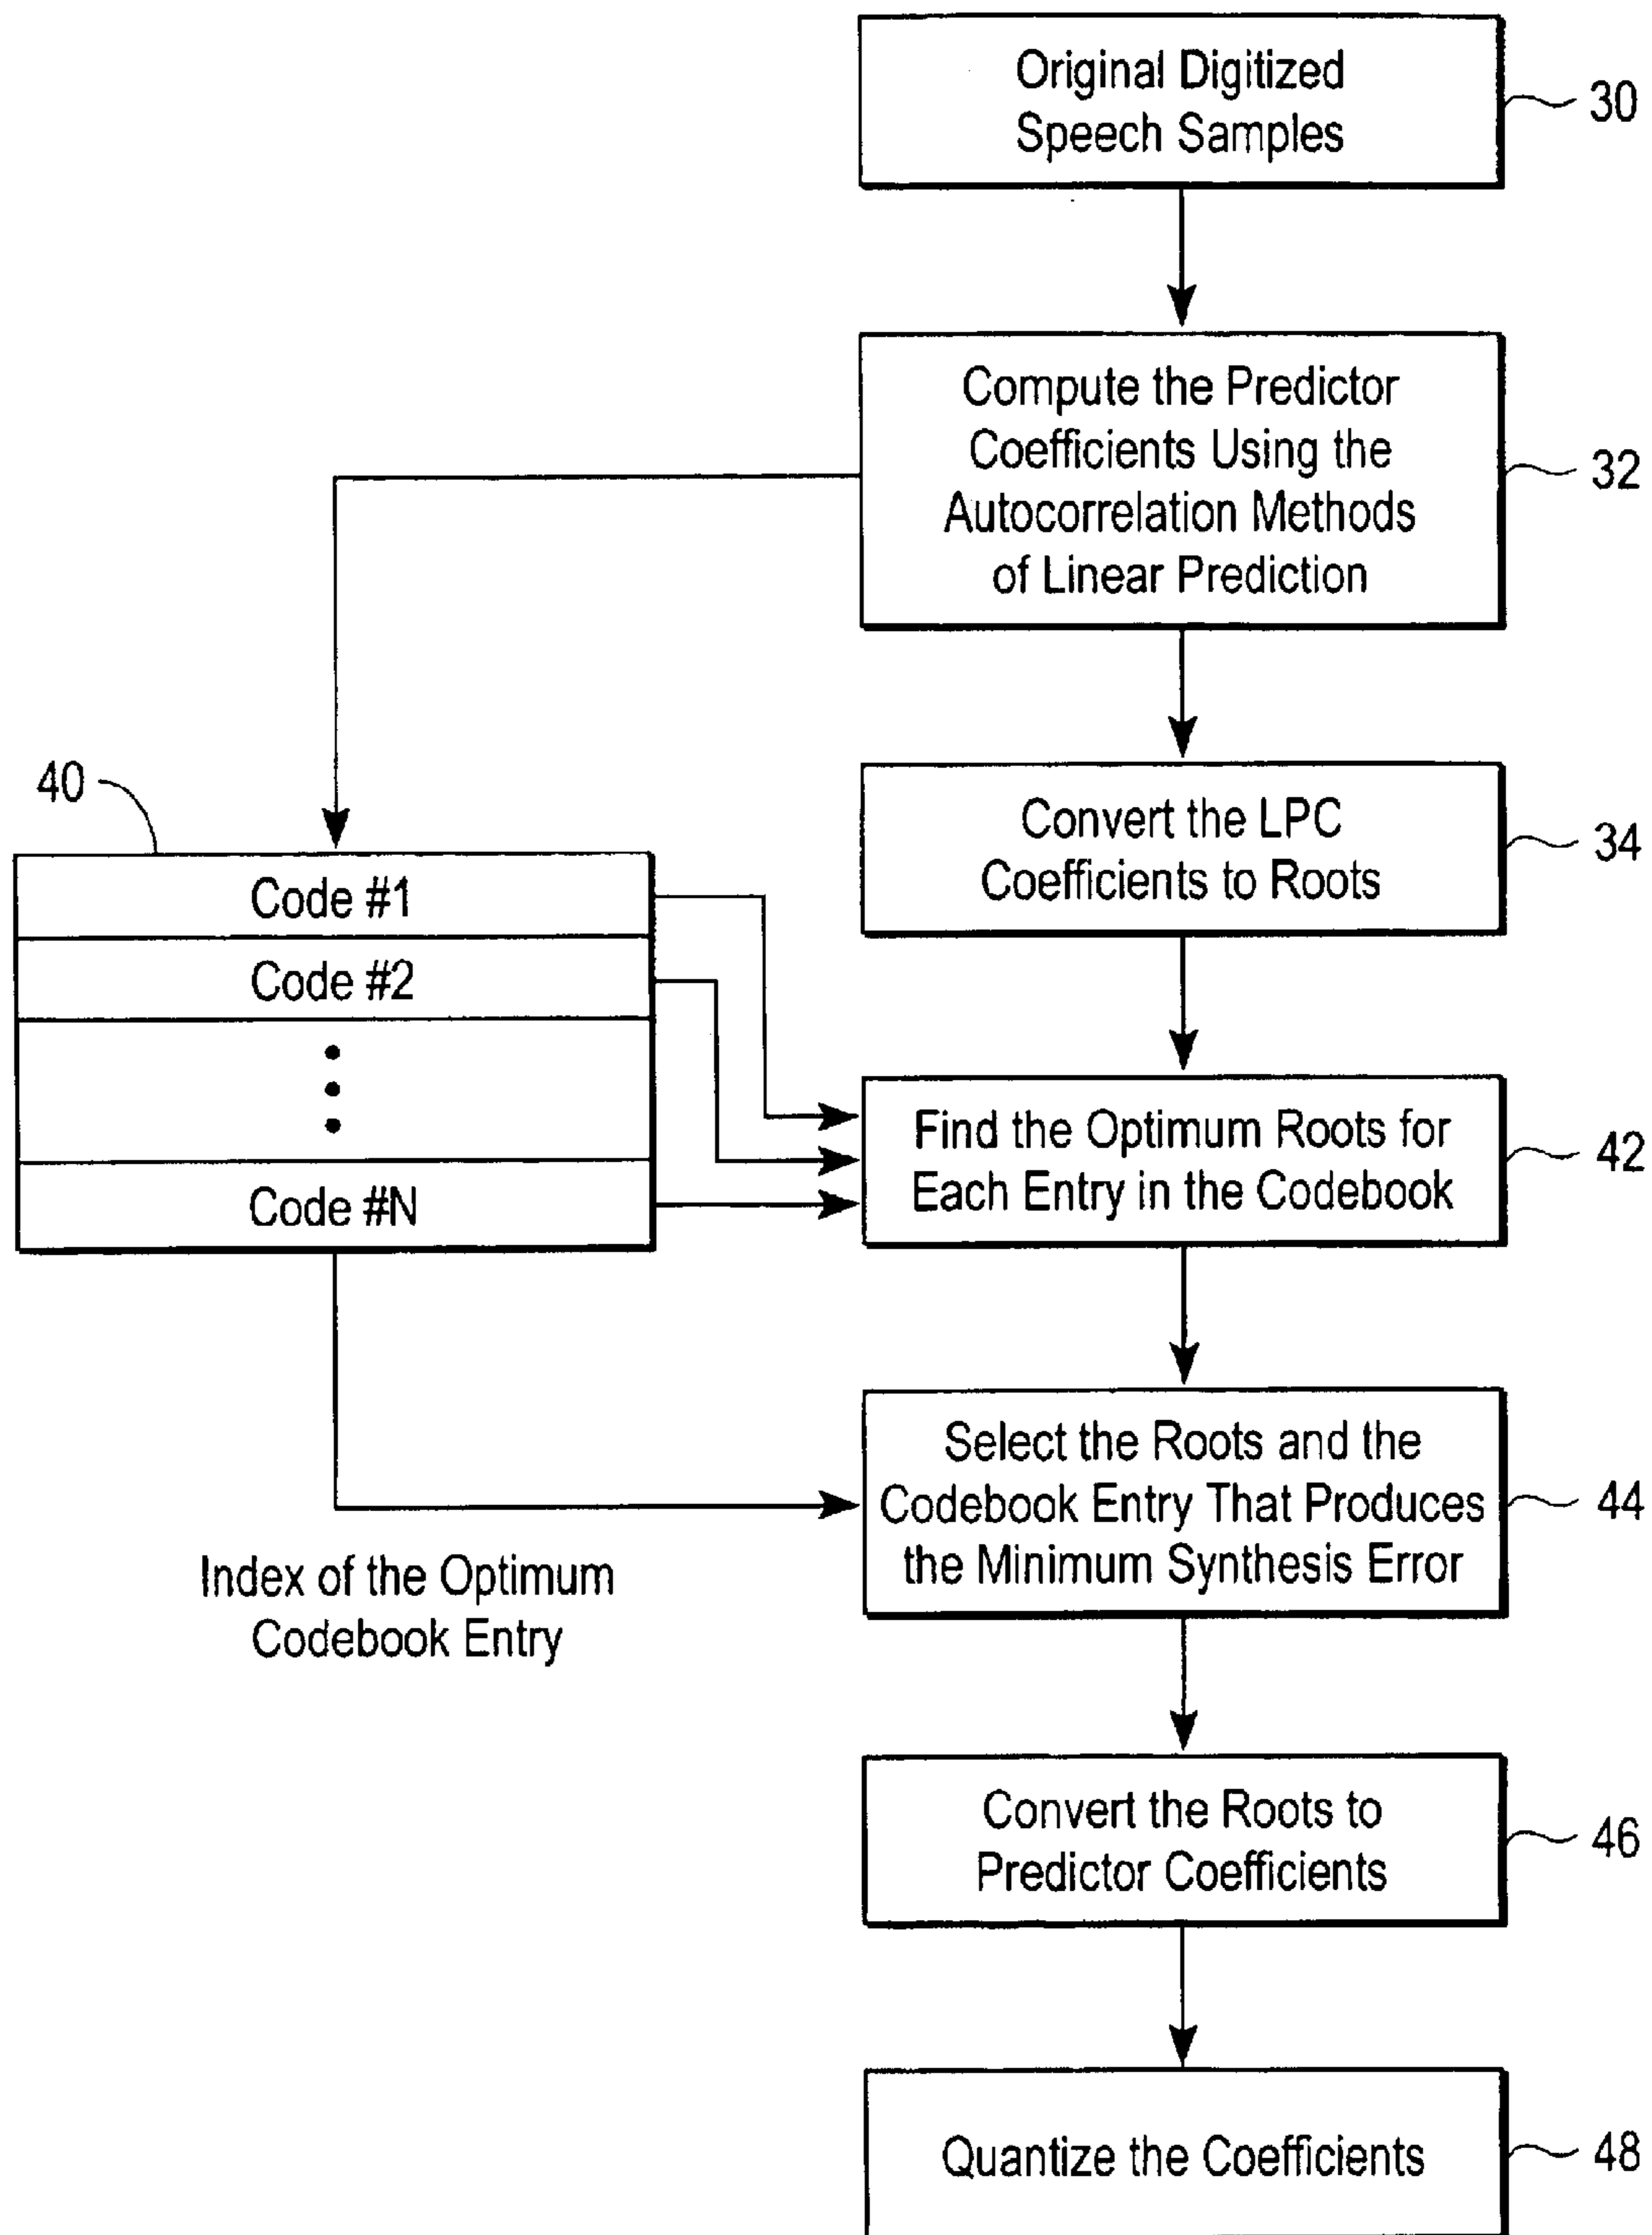 Original Digitized
Speech Samples
30
Compute the Predictor
Coefficients Using the
Autocorrelation Methods
of Linear Prediction
32
Convert the LPC
Coefficients to Roots
34
40
Code #1
Code #2
Code #N
Find the Optimum Roots for
Each Entry in the Codebook
42
Select the Roots and the
Codebook Entry That Produces
the Minimum Synthesis Error
44
Index of the Optimum
Codebook Entry
Convert the Roots to
Predictor Coefficients
46
Quantize the Coefficients
48